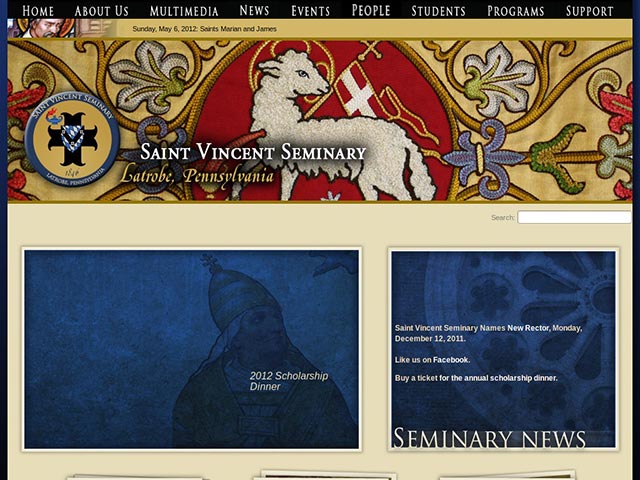 Home About Us Multimedia News Events People Students Programs Support
Sunday, May 6, 2012: Saints Marian and James
SAINT VINCENT SEMINARY
1846
LATROBE, PENNSYLVANIA
Saint Vincent Seminary
Latrobe, Pennsylvania
Search:
2012 Scholarship
Dinner
Saint Vincent Seminary Names New Rector, Monday,
December 12, 2011.
Like us on Facebook.
Buy a ticket for the annual scholarship dinner.
Seminary news